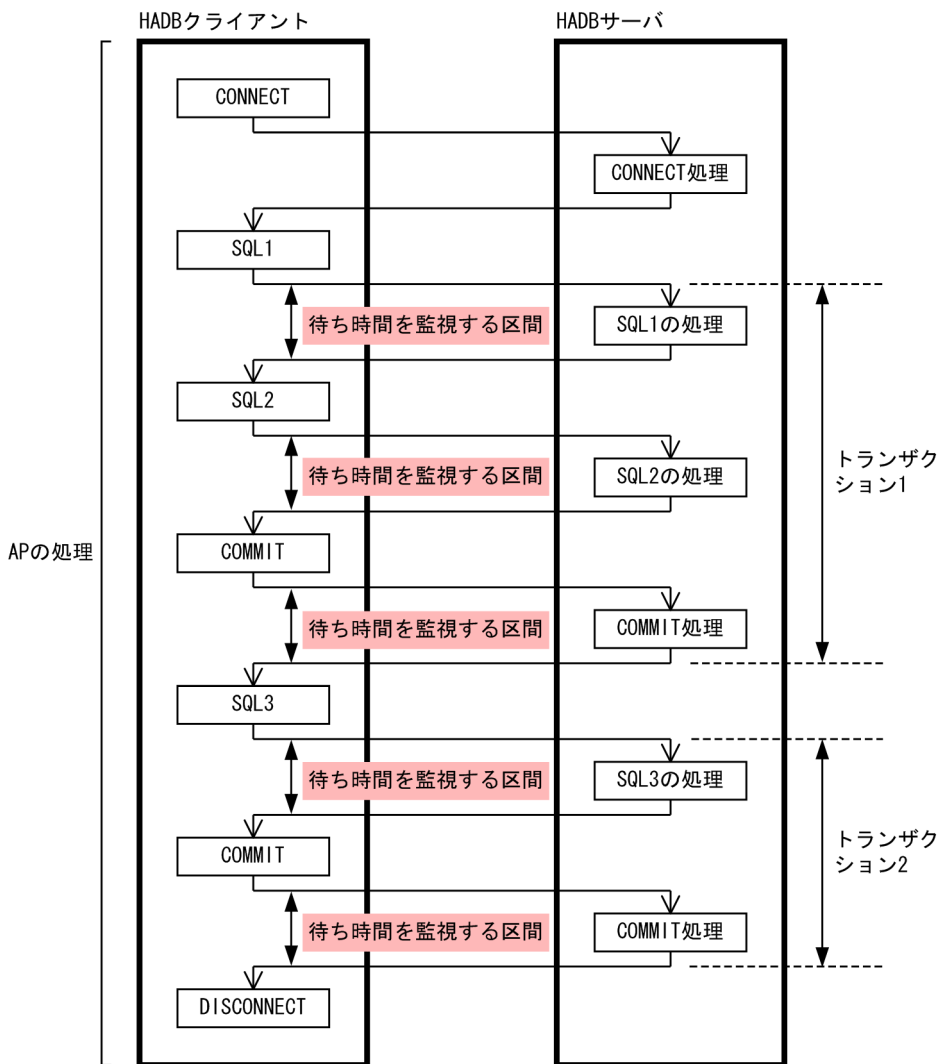 HADBクライアント
HADBサーバ
CONNECT
CONNECT処理
SQL1
待ち時間を監視する区間
SQL1の処理
SQL2
待ち時間を監視する区間
SQL2の処理
トランザク
ション1
COMMIT
APの処理
待ち時間を監視する区間
COMMIT処理
SQL3
待ち時間を監視する区間
SQL3の処理
COMMIT
トランザク
ション2
待ち時間を監視する区間
COMMIT処理
DISCONNECT